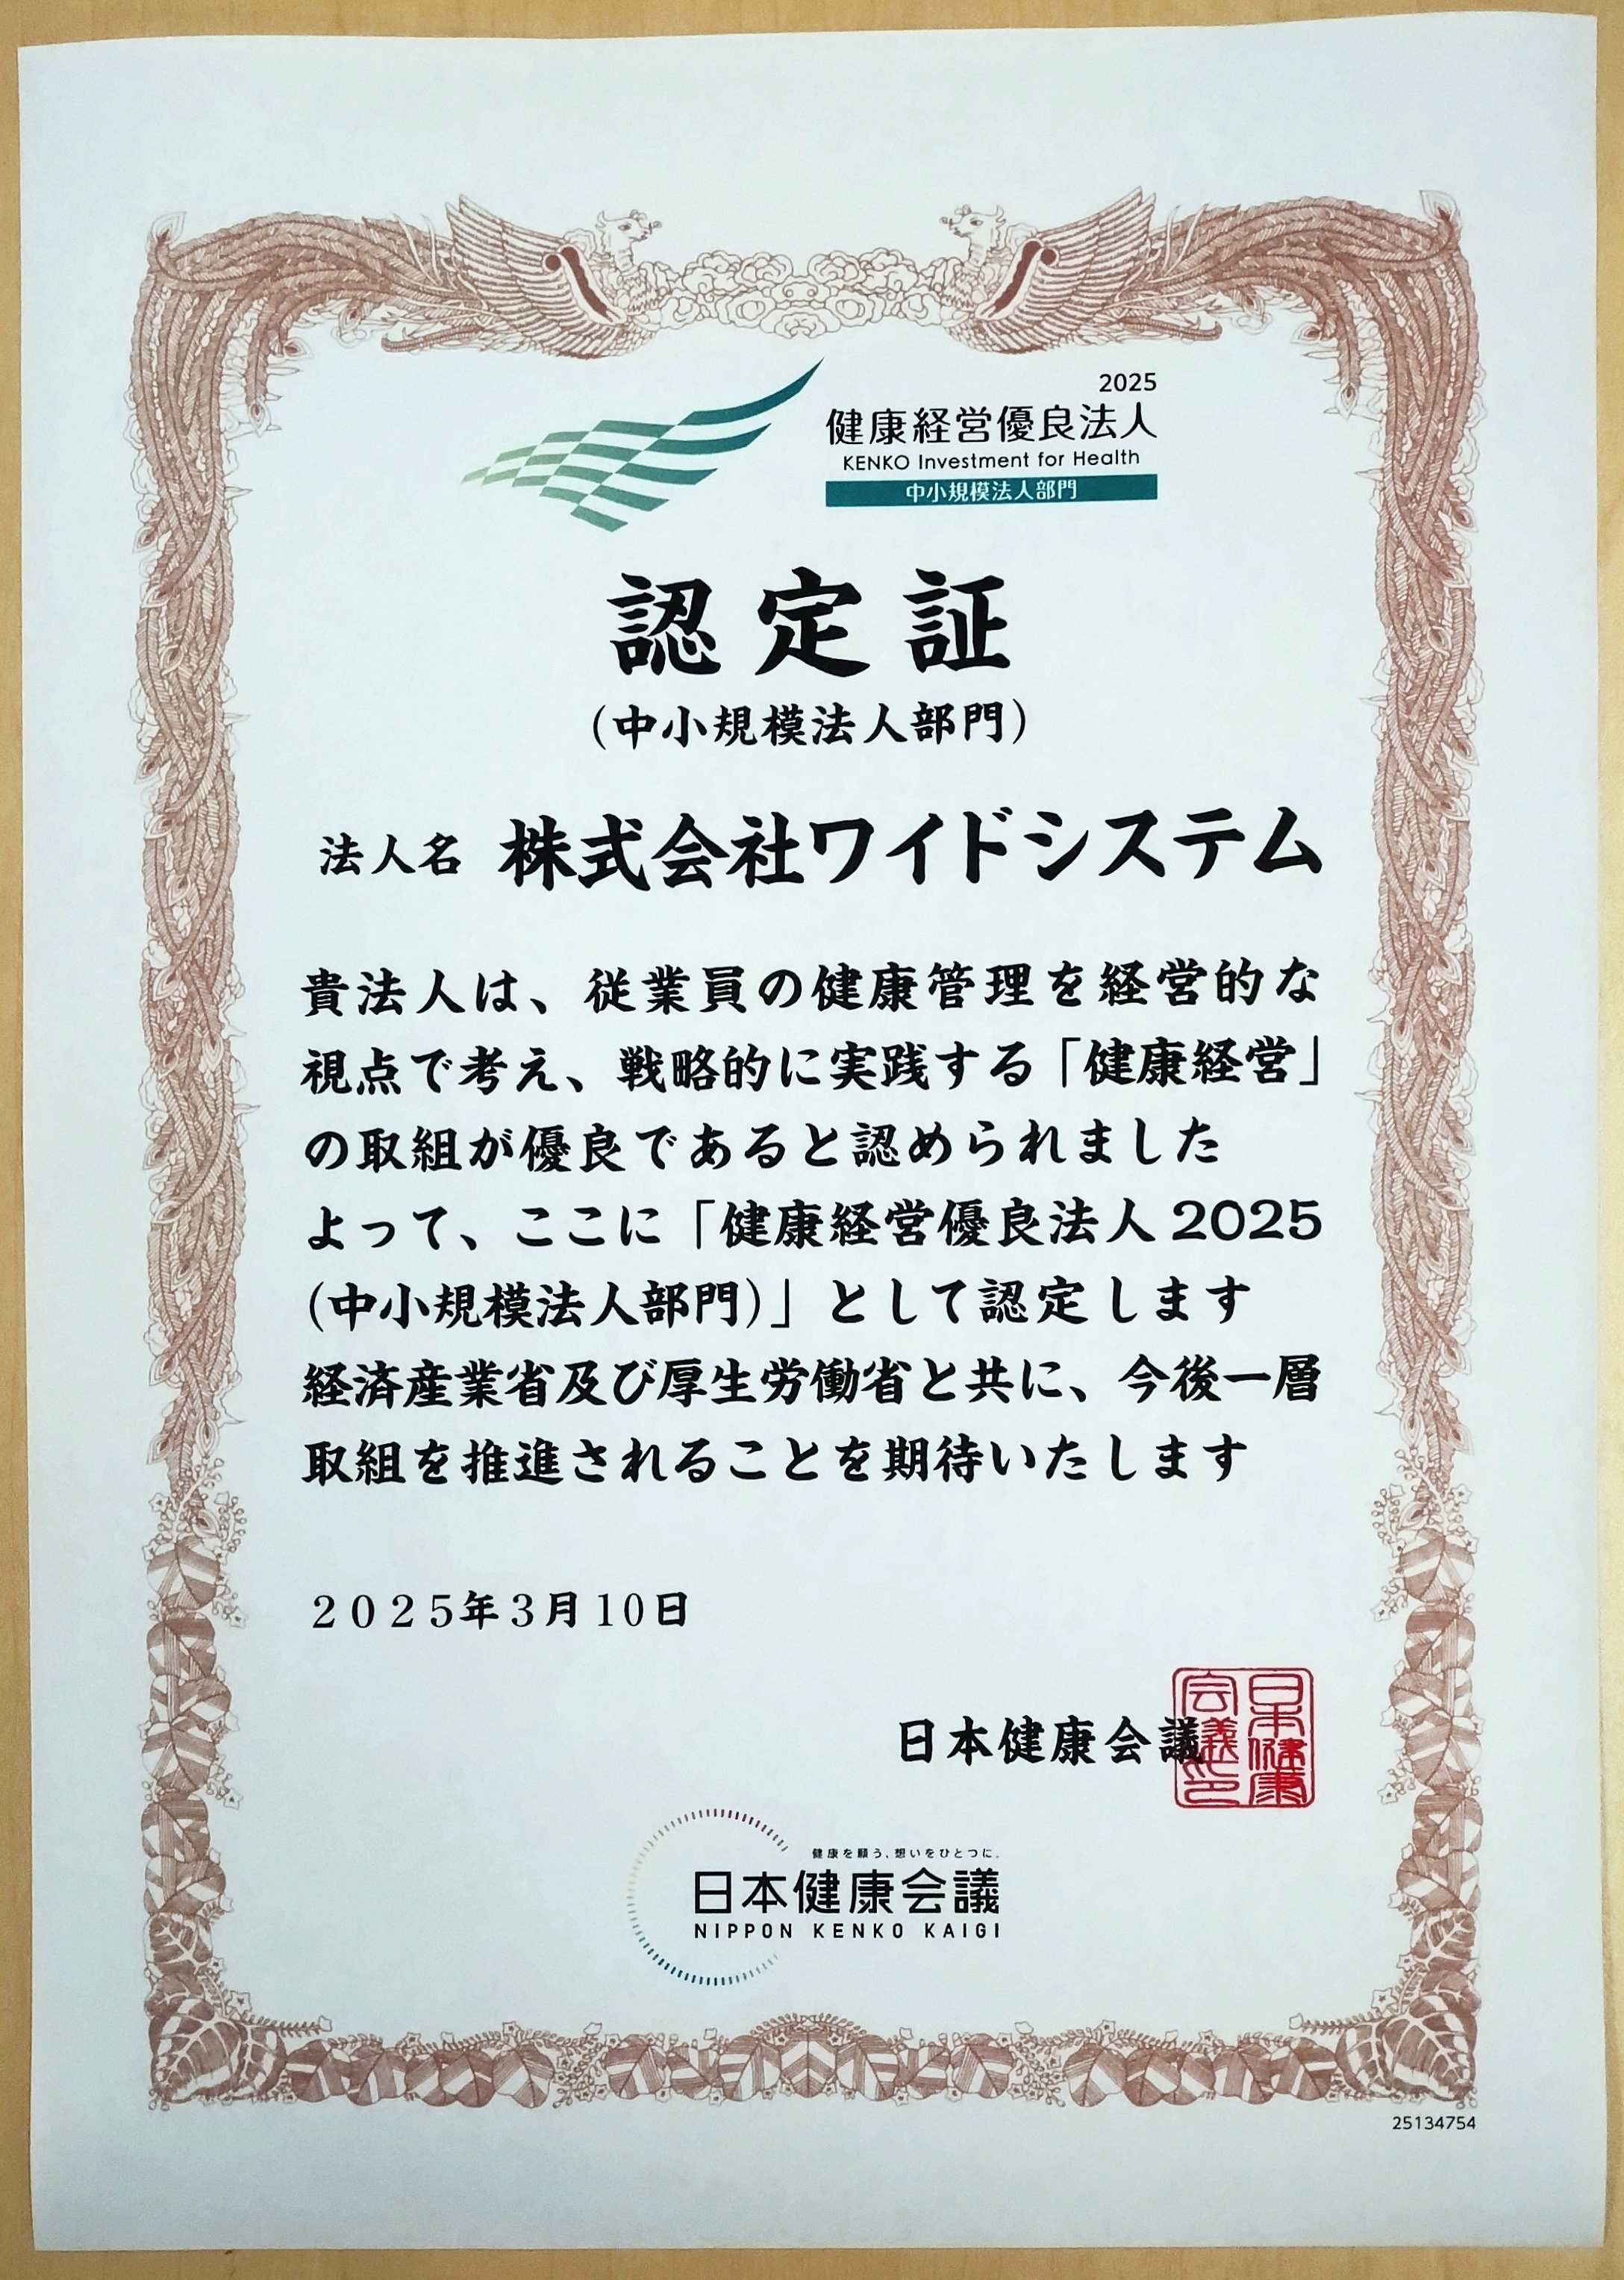 2025
健康経営優良法人
KENKO Investment for Health
中小規模法人部門
認定証
(中小規模法人部門)
法人名 株式会社ワイドシステム
貴法人は、従業員の健康管理を経営的な
視点で考え、戦略的に実践する「健康経営」
の取組が優良であると認められました
よって、ここに「健康経営優良法人2025
(中小規模法人部門)」として認定します
経済産業省及び厚生労働省と共に、今後一層
取組を推進されることを期待いたします
2025年3月10日
日本健康会議
日本健康
会議印
健康を願う、想いをひとつに。
日本健康会議
NIPPON KENKO KAIGI
25134754